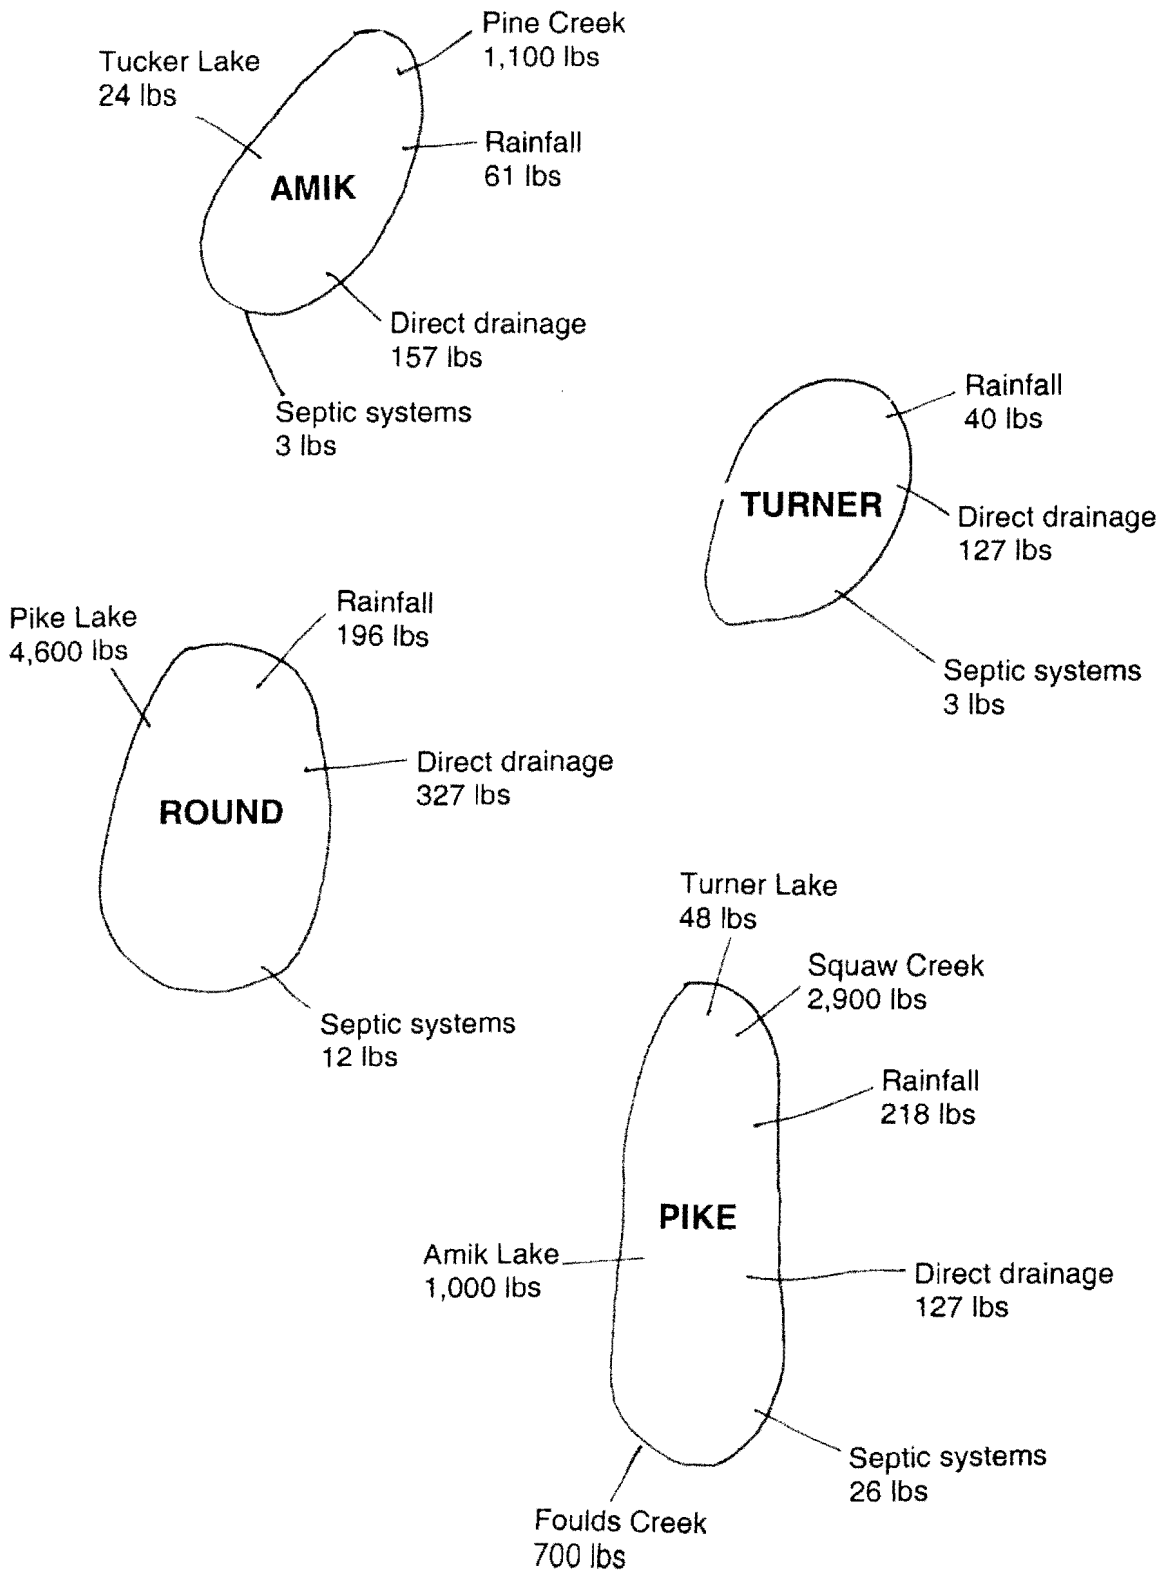 Pine Creek
1,100 lbs
Tucker Lake
24 lbs
Rainfall
61 lbs
AMIK
Direct drainage
157 lbs
Septic systems
3 lbs
Rainfall
40 lbs
TURNER
Direct drainage
127 lbs
Septic systems
3 lbs
Pike Lake
4,600 lbs
Rainfall
196 lbs
Direct drainage
327 lbs
ROUND
Septic systems
12 lbs
Turner Lake
48 lbs
Squaw Creek
2,900 lbs
Rainfall
218 lbs
PIKE
Amik Lake
1,000 lbs
Direct drainage
127 lbs
Septic systems
26 lbs
Foulds Creek
700 lbs